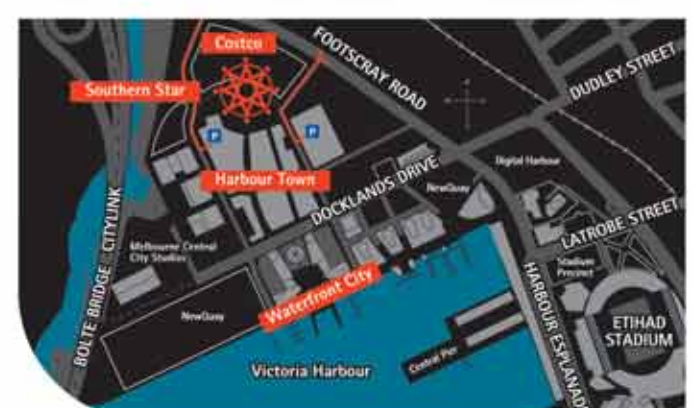 Costco
FOOTSCRAY ROAD
DUDLEY STREET
Southern Star
P
P
Harbour Town
DOCKLANDS DRIVE
Digital Harbour
NewQuay
LATROBE STREET
BOLTE BRIDGE CITYLINK
Melbourne Central
City Studios
Stadium
Precinct
Waterfront City
NewQuay
HARBOUR ESPLANAD
ETIHAD
STADIUM
Victoria Harbour
Central Pier